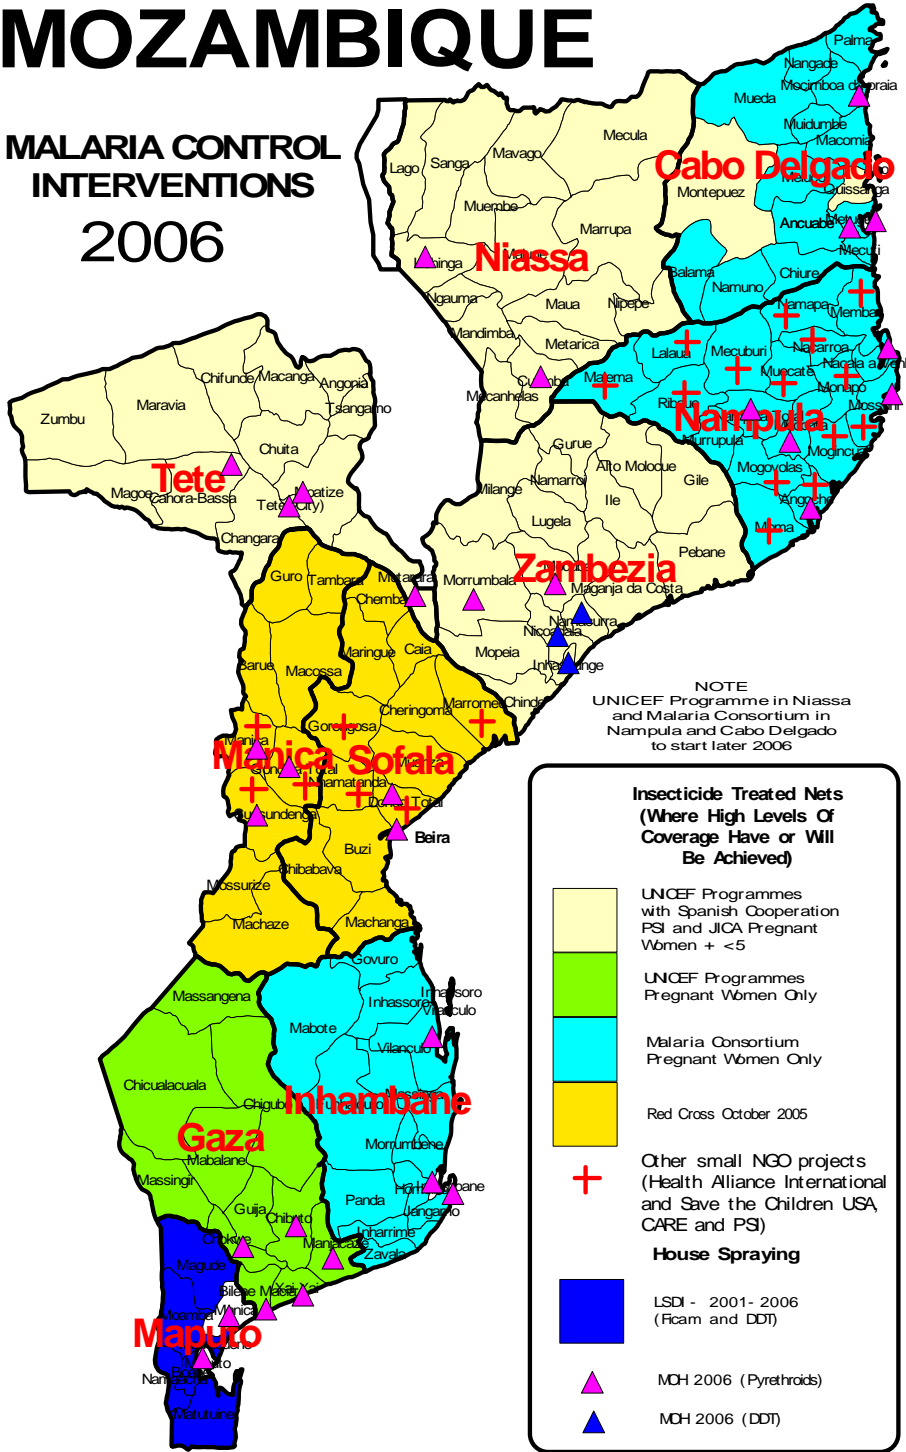 MOZAMBIQUE
MALARIA CONTROL
INTERVENTIONS
2006
Palma
Nangade
Mocimboa da praia
Mueda
Muidumbe
Macomia
Cabo Delgado
Montepuez
Quissanga
Ancuabe
Mecufi
Balama
Chiure
Namuno
Mecula
Mavago
Sanga
Lago
Muembe
Marrupa
Niassa
Ngauma
Maua
Nipepe
Mandimba
Metarica
Mecanhelas
Namapa
Memba
Nacarroa
Lalaua
Mecuburi
Muecate
Monapo
Malema
Ribaue
Nampula
Murrupula
Mogovolas
Mogincual
Angoche
Moma
Chifunde
Macanga
Angonia
Tsangamo
Zumbu
Maravia
Chuita
Tete
Magoe
Cahora-Bassa
Tete (City)
Changara
Mutarara
Gurue
Alto Moloque
Namarroi
Gile
Milange
Ile
Lugela
Pebane
Zambezia
Morrumbala
Maganja da Costa
Namacurra
Nicoadala
Mopeia
Inhassunge
Chinde
Guro
Tambara
Chemba
Barue
Maringue
Caia
Macossa
Cheringoma
Marromeu
Gorongosa
Manica
Manica
Sofala
Muanza
Nhamatanda
Sussundenga
Beira
Buzi
Chibabava
Mossurize
Machaze
Machanga
NOTE
UNICEF Programme in Niassa
and Malaria Consortium in
Nampula and Cabo Delgado
to start later 2006
Govuro
Massangena
Inhassoro
Inhassoro
Vilanculo
Mabote
Vilanculo
Chicualacuala
Chigubo
Inhambane
Gaza
Morrumbene
Mabalane
Massingir
Panda
Guija
Chibuto
Jangamo
Inharrime
Chokwe
Manjacaze
Zavala
Magude
Bilene Macia
Xai Xai
Moamba
Manica
Maputo
Matutuine
Insecticide Treated Nets
(Where High Levels Of
Coverage Have or Will
Be Achieved)
UNICEF Programmes
with Spanish Cooperation
PSI and JICA Pregnant
Women + <5
UNICEF Programmes
Pregnant Women Only
Malaria Consortium
Pregnant Women Only
Red Cross October 2005
Other small NGO projects
(Health Alliance International
and Save the Children USA,
CARE and PSI)
House Spraying
LSDI - 2001- 2006
(Ficam and DDT)
MOH 2006 (Pyrethroids)
MOH 2006 (DDT)